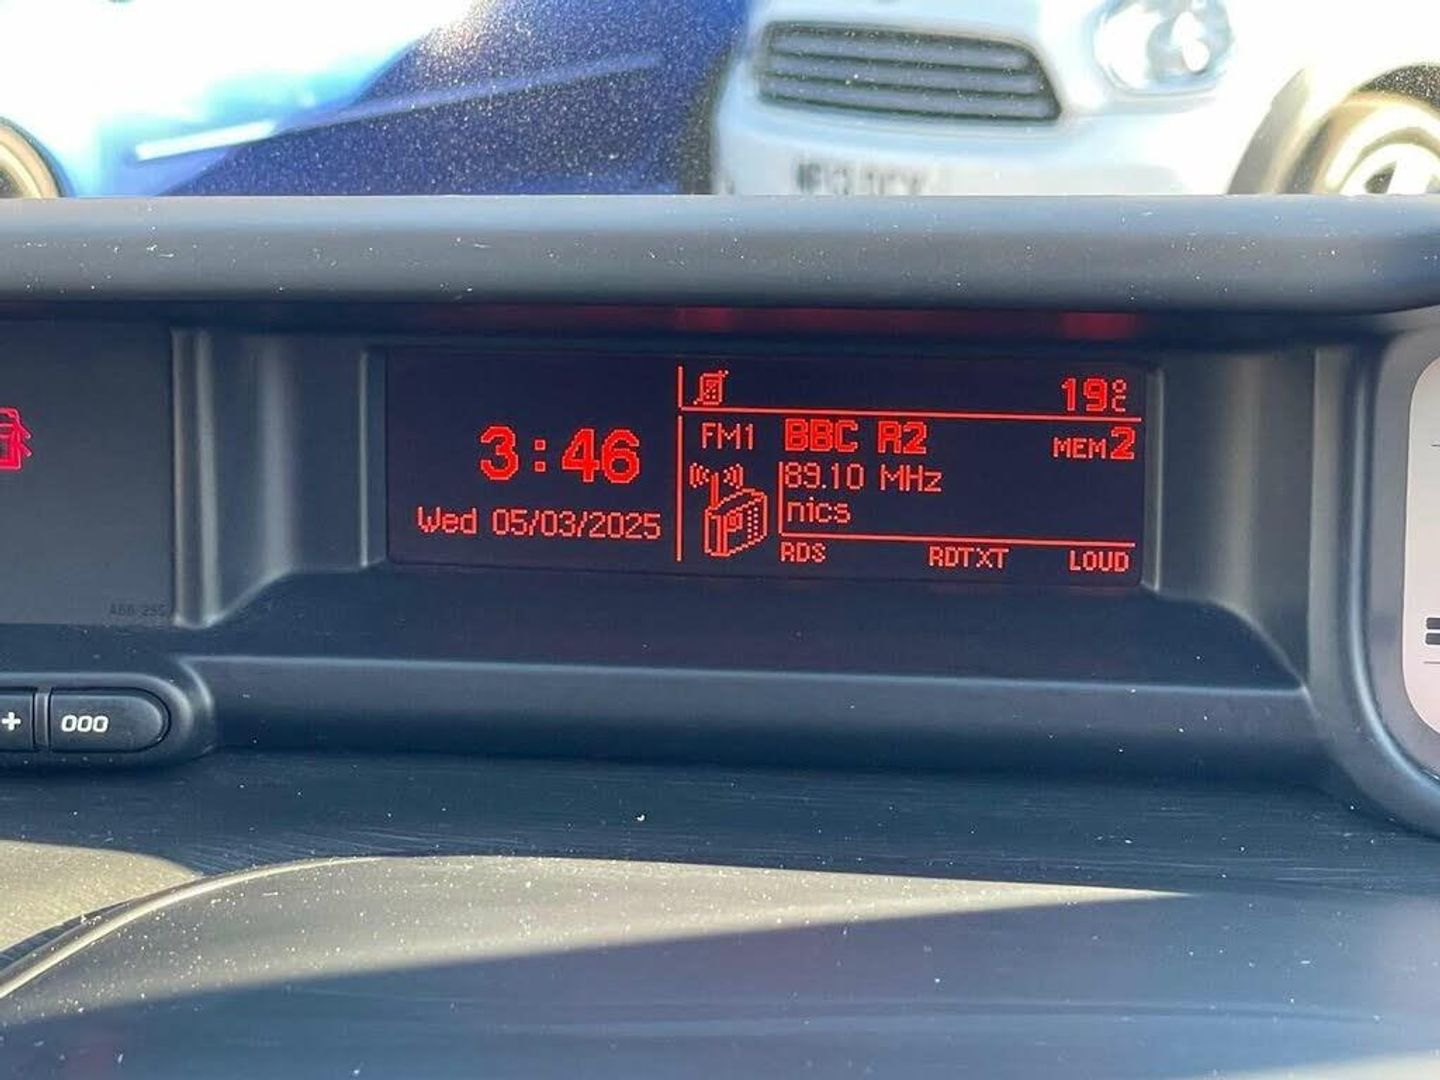 19°C
3:46
FM1 BBC R2 MEM2
89.10 MHz
nics
Wed 05/03/2025
RDS RDTXT LOUD
+ 000